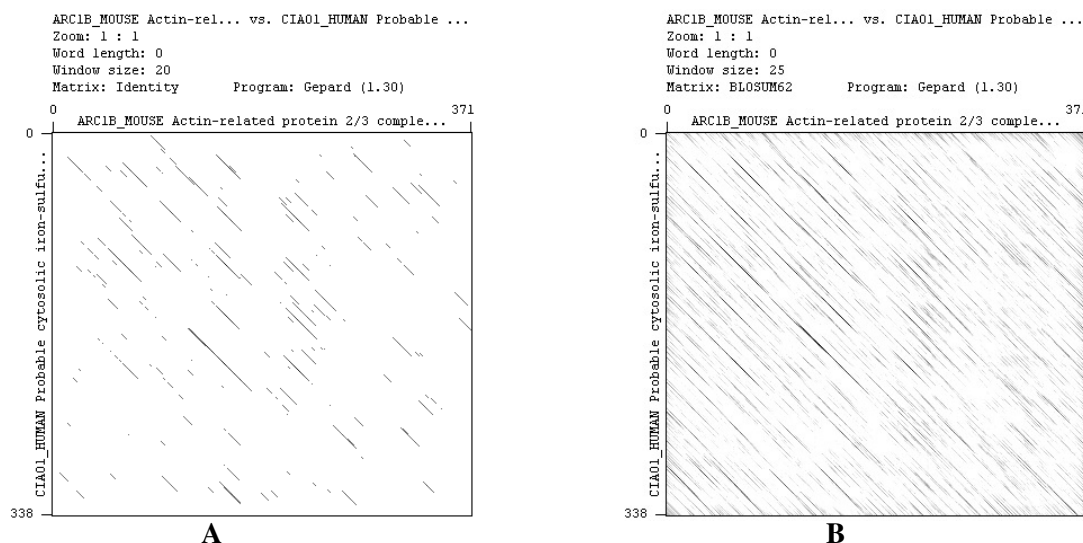 ARC1B_MOUSE Actin-rel... vs. CIAO1_HUMAN Probable ...
Zoom: 1 : 1
Word length: 0
Window size: 20
Matrix: Identity Program: Gepard (1.30)
0 371
ARC1B_MOUSE Actin-related protein 2/3 comple...
0
CIAO1_HUMAN Probable cytosolic iron-sulfu...
338
A
ARC1B_MOUSE Actin-rel... vs. CIAO1_HUMAN Probable ...
Zoom: 1 : 1
Word length: 0
Window size: 25
Matrix: BLOSUM62 Program: Gepard (1.30)
0
ARC1B_MOUSE Actin-related protein 2/3 comple...
0
CIAO1_HUMAN Probable cytosolic iron-sulfu...
338
B